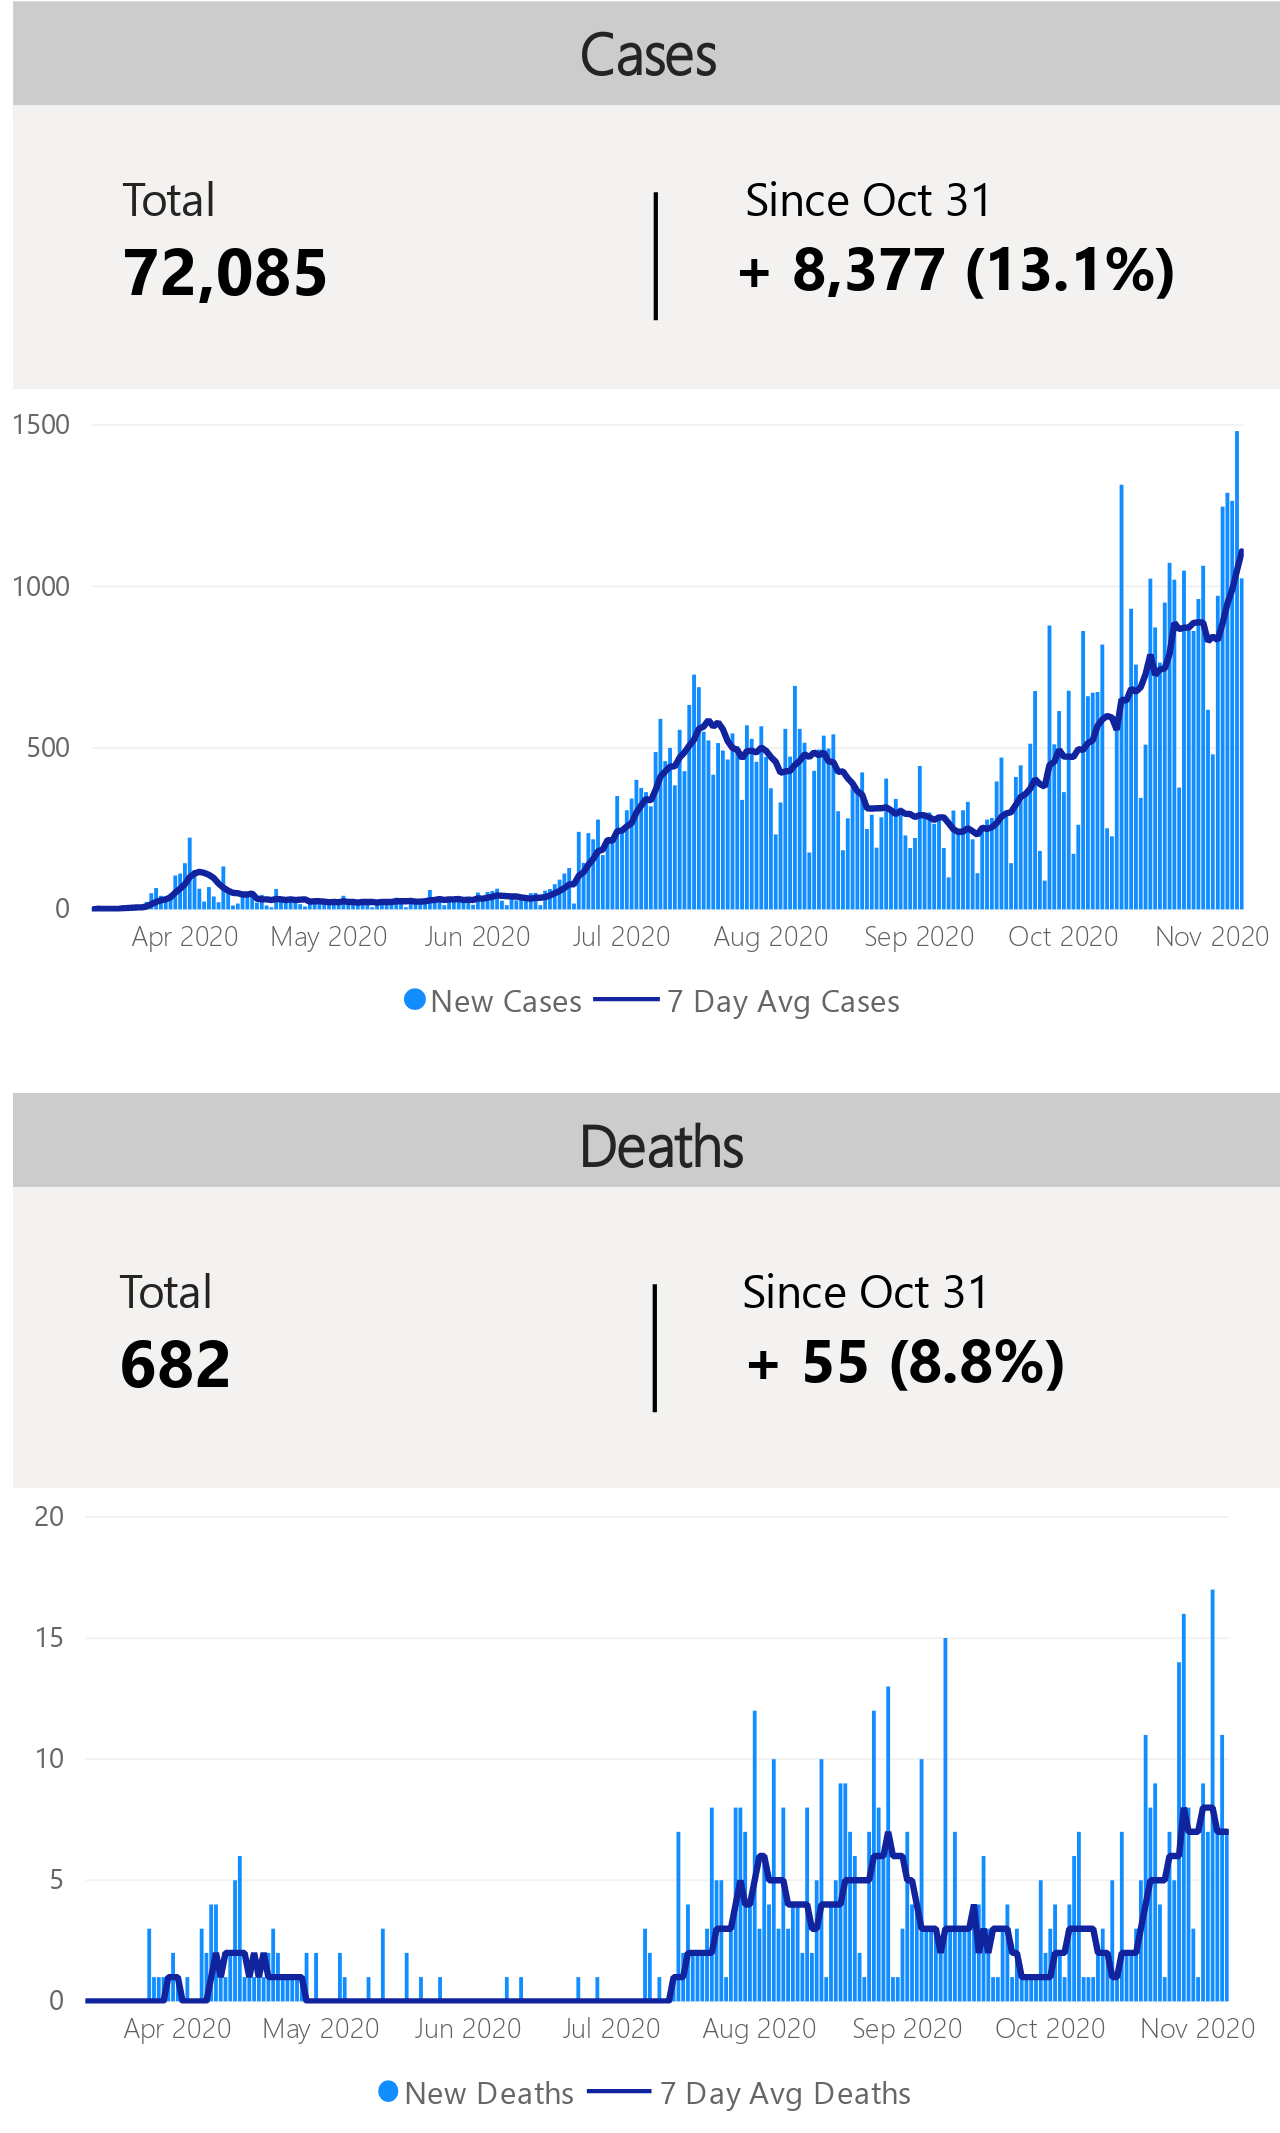 Cases
Total
Since Oct 31
72,085
+ 8,377 (13.1%)
1500
1000
500
0
Apr 2020 May 2020 Jun 2020 Jul 2020 Aug 2020 Sep 2020 Oct 2020 Nov 2020
New Cases 7 Day Avg Cases
Deaths
Total
Since Oct 31
682
+ 55 (8.8%)
20
15
10
5
0
Apr 2020 May 2020 Jun 2020 Jul 2020 Aug 2020 Sep 2020 Oct 2020 Nov 2020
New Deaths 7 Day Avg Deaths